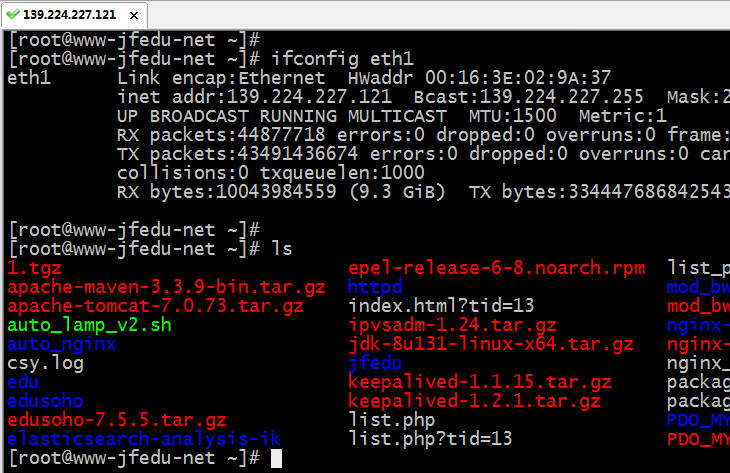 139.224.227.121 ×
[root@www-jfedu-net ~]#
[root@www-jfedu-net ~]# ifconfig eth1
eth1      Link encap:Ethernet  HWaddr 00:16:3E:02:9A:37
          inet addr:139.224.227.121  Bcast:139.224.227.255  Mask:2
          UP BROADCAST RUNNING MULTICAST  MTU:1500  Metric:1
          RX packets:44877718 errors:0 dropped:0 overruns:0 frame:
          TX packets:43491436674 errors:0 dropped:0 overruns:0 car
          collisions:0 txqueuelen:1000
          RX bytes:10043984559 (9.3 GiB)  TX bytes:334447686842543
[root@www-jfedu-net ~]#
[root@www-jfedu-net ~]# ls
1.tgz                          epel-release-6-8.noarch.rpm  list_p
apache-maven-3.3.9-bin.tar.gz  httpd                        mod_bw
apache-tomcat-7.0.73.tar.gz    index.html?tid=13            mod_bw
auto_lamp_v2.sh                ipvsadm-1.24.tar.gz          nginx-
auto_nginx                     jdk-8u131-linux-x64.tar.gz   nginx-
csy.log                        jfedu                        nginx_
edu                            keepalived-1.1.15.tar.gz     packag
edusoho                        keepalived-1.2.1.tar.gz      packag
edusoho-7.5.5.tar.gz           list.php                     PDO_MY
elasticsearch-analysis-ik      list.php?tid=13              PDO_MY
[root@www-jfedu-net ~]#